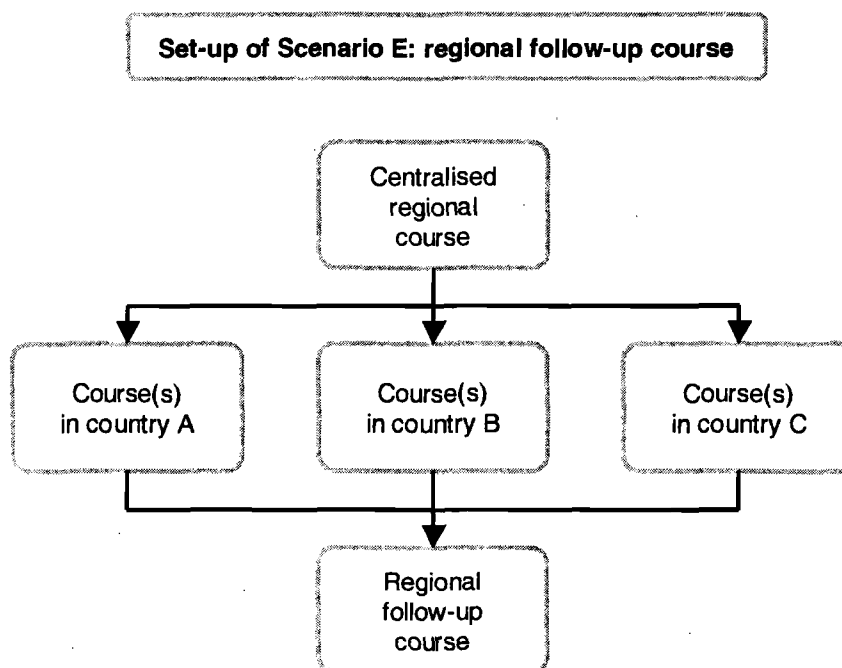 Set-up of Scenario E: regional follow-up course
Centralised
regional
course
Course(s)
in country A
Course(s)
in country B
Course(s)
in country C
Regional
follow-up
course